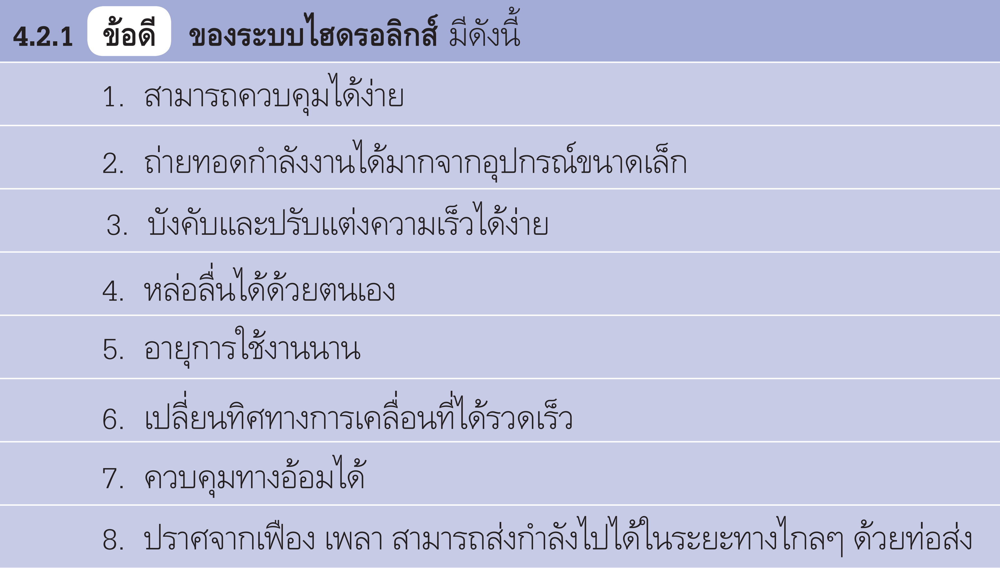 4.2.1 ข้อดี ของระบบไฮดรอลิกส์ มีดังนี้
1. สามารถควบคุมได้ง่าย
2. ถ่ายทอดกำลังงานได้มากจากอุปกรณ์ขนาดเล็ก
3. บังคับและปรับแต่งความเร็วได้ง่าย
4. หล่อลื่นได้ด้วยตนเอง
5. อายุการใช้งานนาน
6. เปลี่ยนทิศทางการเคลื่อนที่ได้รวดเร็ว
7. ควบคุมทางอ้อมได้
8. ปราศจากเฟือง เพลา สามารถส่งกำลังไปได้ในระยะทางไกลๆ ด้วยท่อส่ง